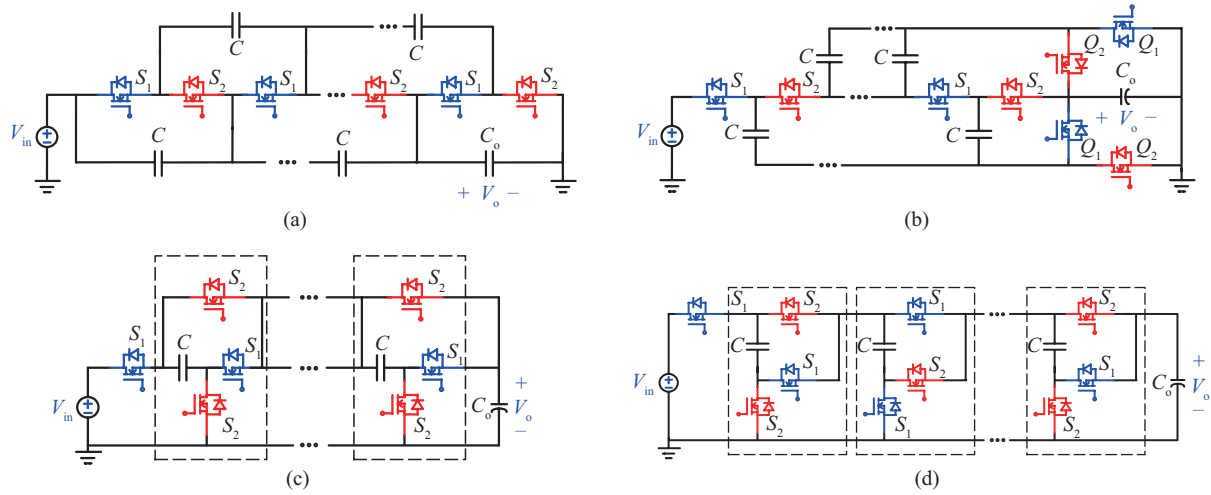 C C
S1 S2 S1 S2 S1 S2
Vin
C C Co
+ Vo −
(a)
Q2 Q1
C C Co
S1 S2 S1 S2
+ Vo −
Vin C C Q1 Q2
(b)
S2 S2
S1 C S1 C S1
Vin S2 S2 Co + Vo −
(c)
S1 S2 S1 S2
C S1 C S2 C S1
Vin S2 S1 S2 Co + Vo −
(d)